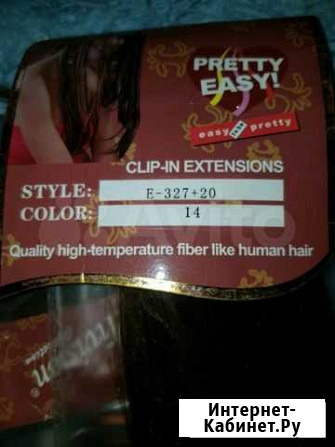 PRETTY
EASY!
easy pretty
CLIP-IN EXTENSIONS
STYLE: E-327+20
COLOR: 14
Avito
Quality high-temperature fiber like human hair
Интернет-
Кабинет.Ру